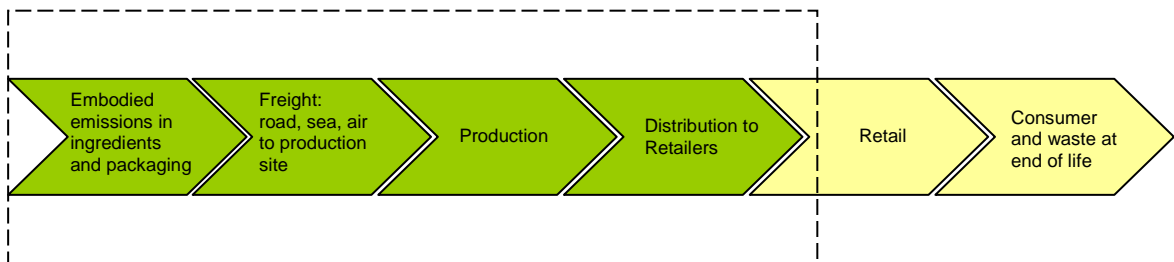 Embodied
emissions in
ingredients
and packaging
Freight:
road, sea, air
to production
site
Production
Distribution to
Retailers
Retail
Consumer
and waste at
end of life